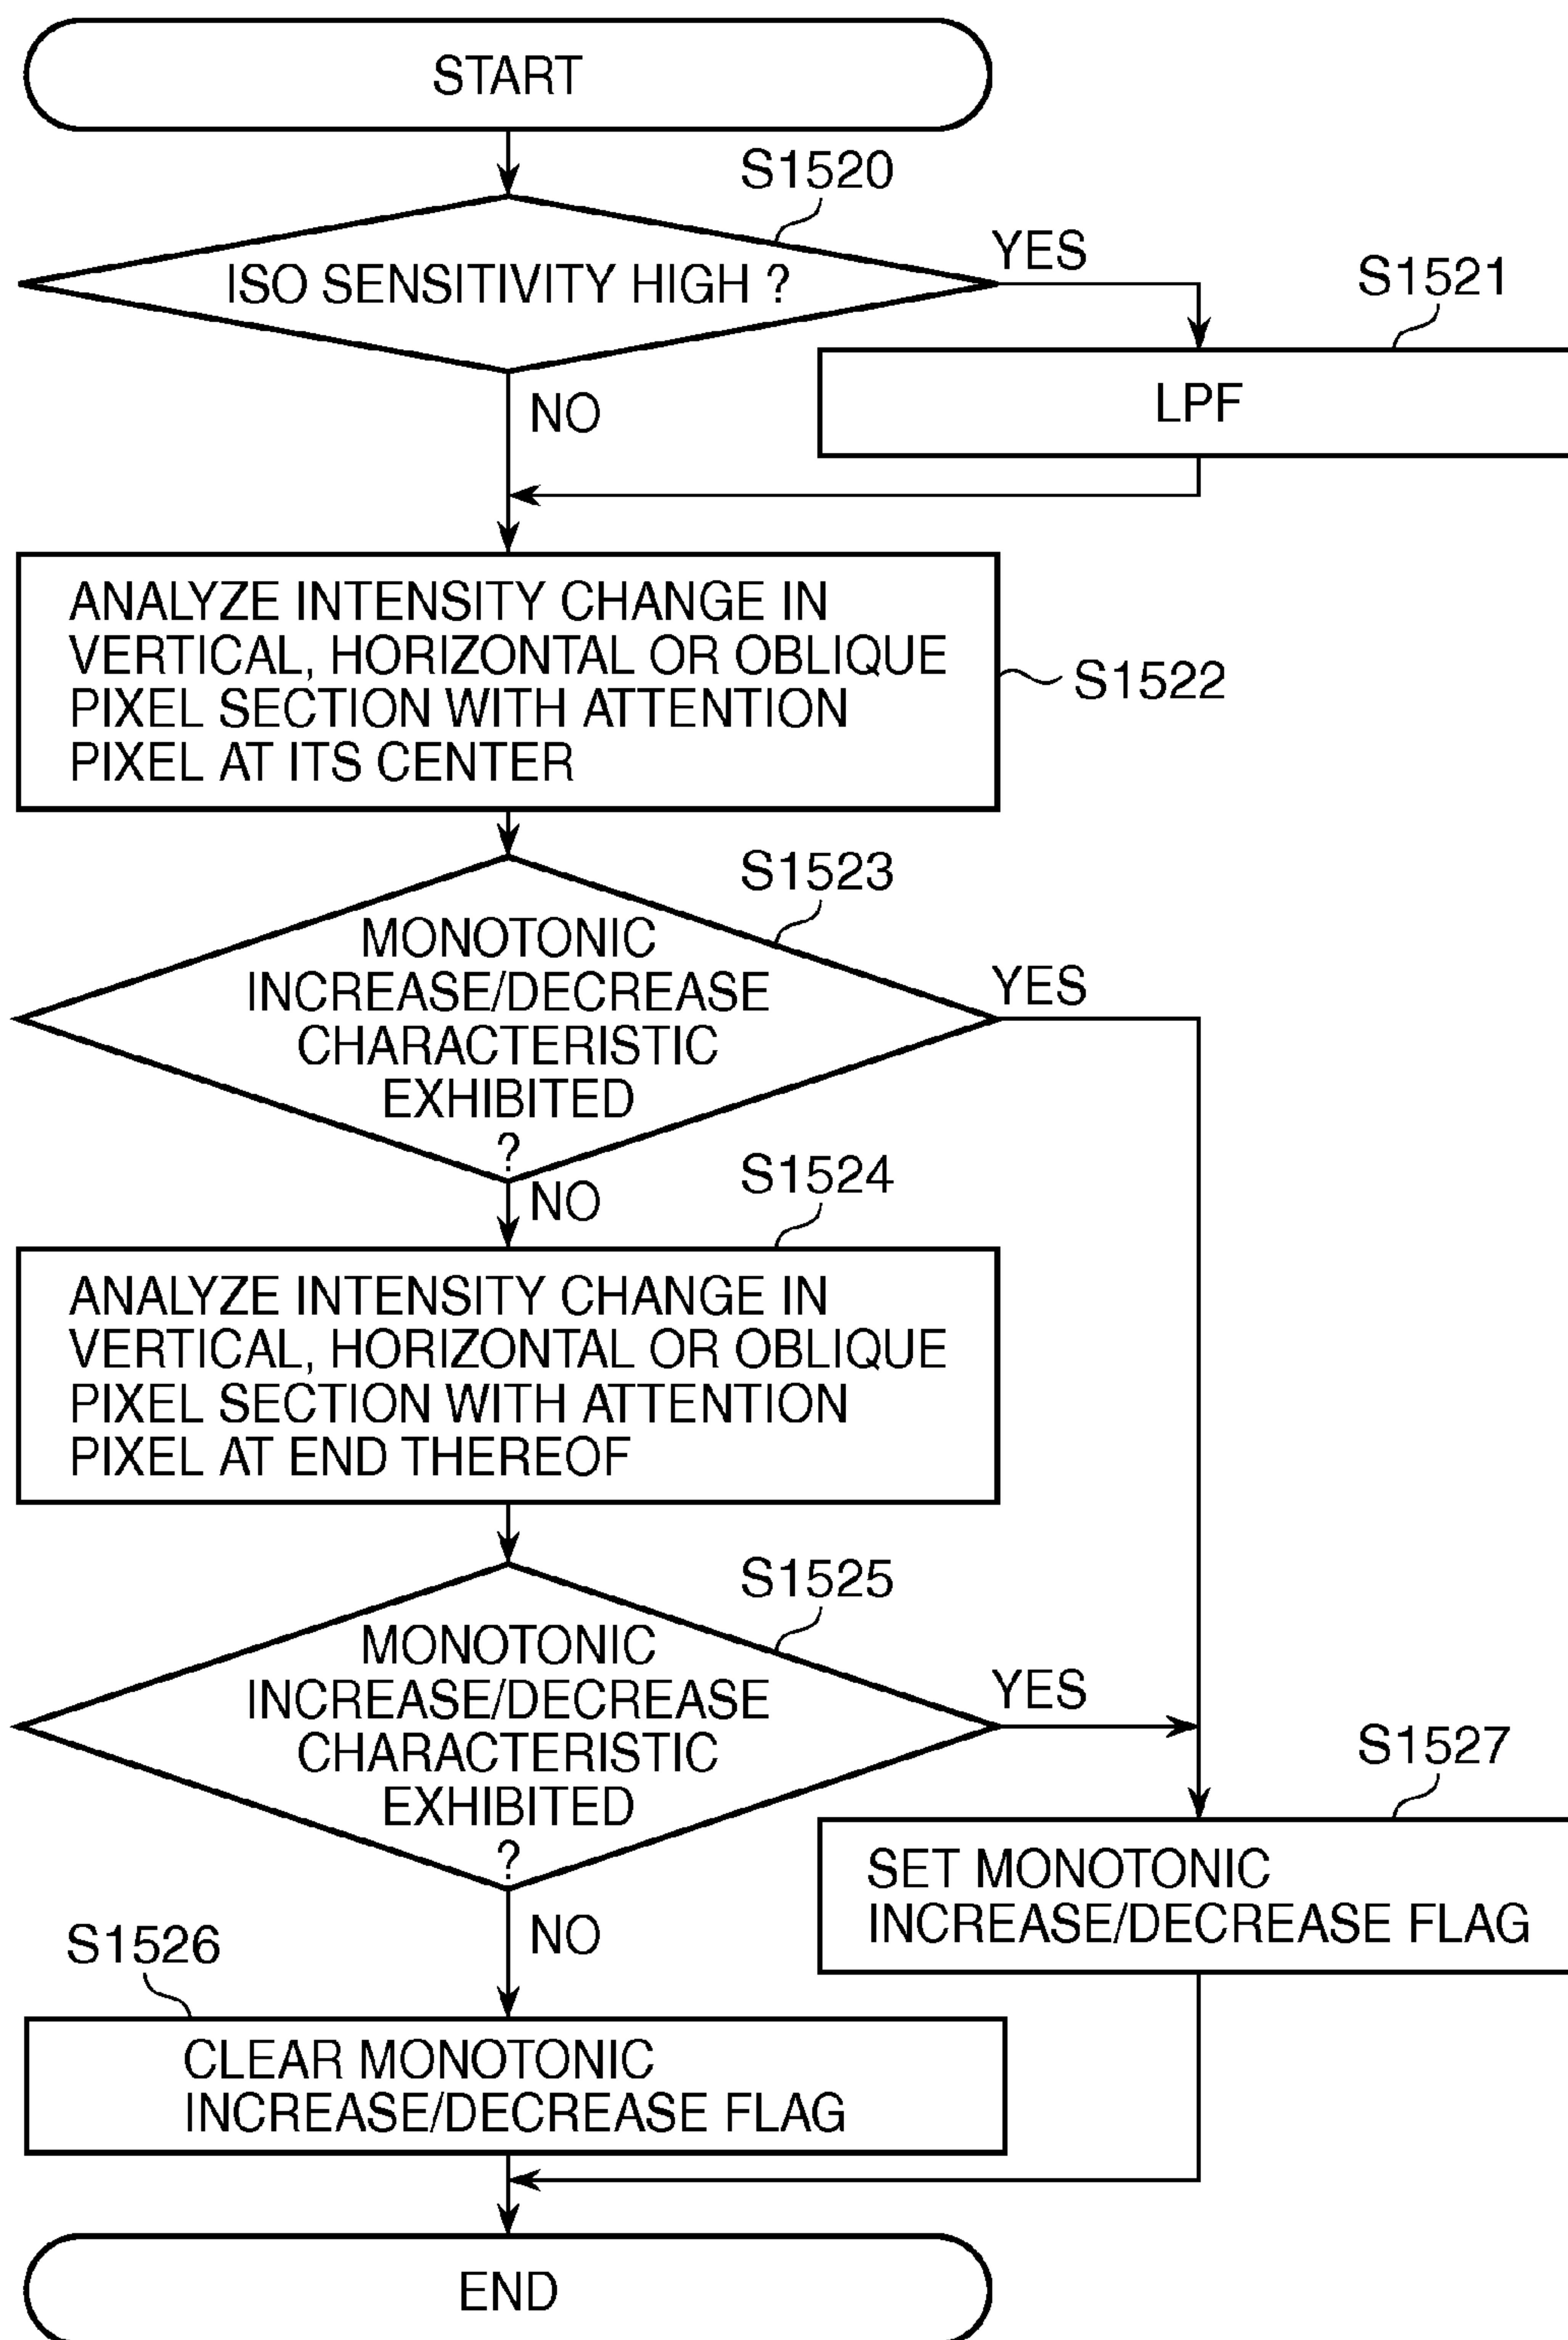 START
S1520
ISO SENSITIVITY HIGH ?
YES
S1521
LPF
NO
ANALYZE INTENSITY CHANGE IN
VERTICAL, HORIZONTAL OR OBLIQUE
PIXEL SECTION WITH ATTENTION
PIXEL AT ITS CENTER
S1522
S1523
MONOTONIC
INCREASE/DECREASE
CHARACTERISTIC
EXHIBITED
?
YES
NO
S1524
ANALYZE INTENSITY CHANGE IN
VERTICAL, HORIZONTAL OR OBLIQUE
PIXEL SECTION WITH ATTENTION
PIXEL AT END THEREOF
S1525
MONOTONIC
INCREASE/DECREASE
CHARACTERISTIC
EXHIBITED
?
YES
S1527
SET MONOTONIC
INCREASE/DECREASE FLAG
NO
S1526
CLEAR MONOTONIC
INCREASE/DECREASE FLAG
END